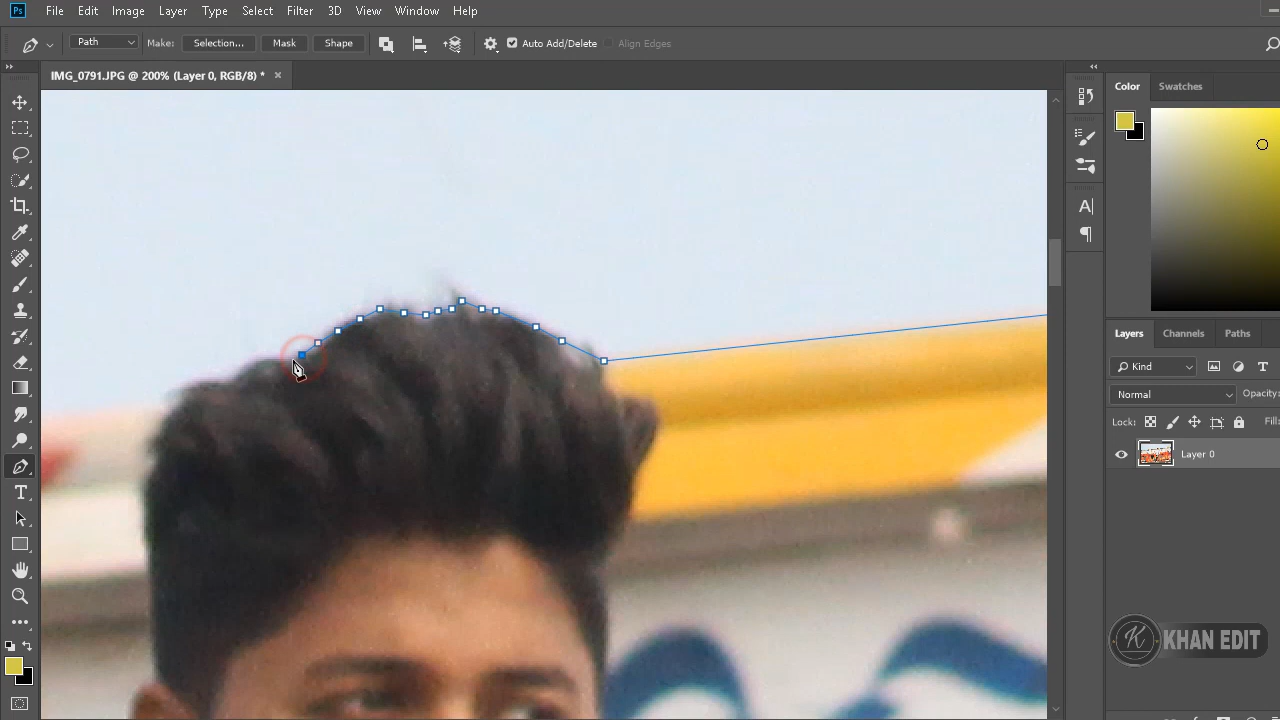 Ps File Edit Image Layer Type Select Filter 3D View Window Help
Path Make: Selection... Mask Shape Auto Add/Delete Align Edges
IMG_0791.JPG @ 200% (Layer 0, RGB/8) * ×
Color Swatches
Layers Channels Paths
Kind
Normal Opacity:
Lock: Fill:
Layer 0
K KHAN EDIT